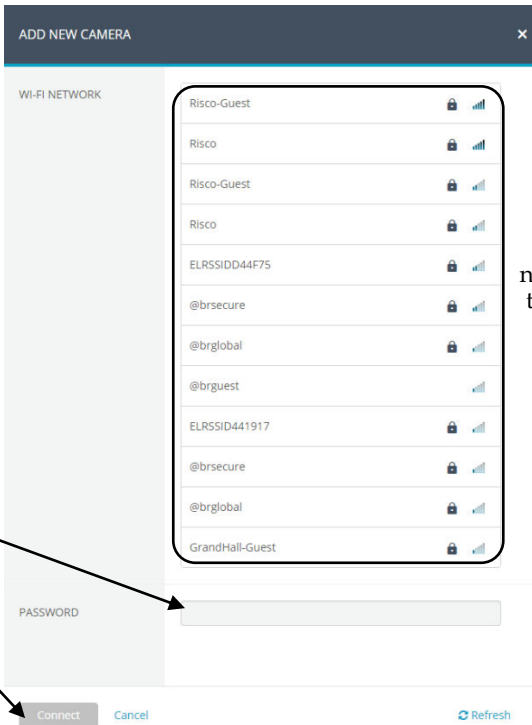 ADD NEW CAMERA ×
WI-FI NETWORK
Risco-Guest
Risco
Risco-Guest
Risco
ELRSSIDD44F75
@brsecure
@brglobal
@brguest
ELRSSID441917
@brsecure
@brglobal
GrandHall-Guest
n
t
PASSWORD
Connect Cancel Refresh